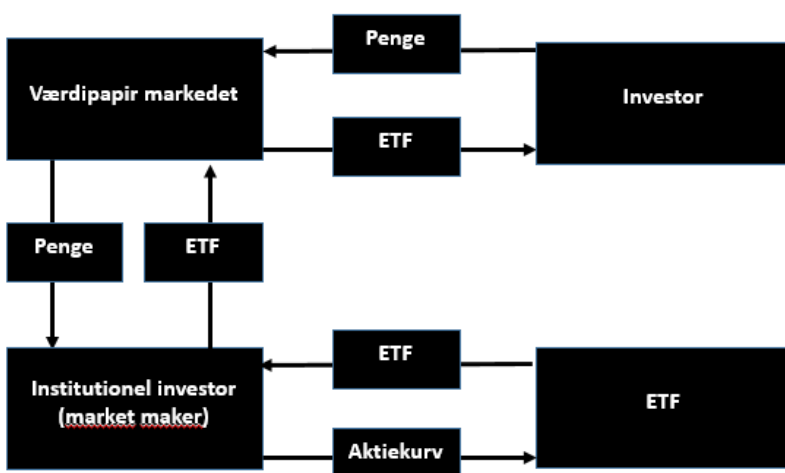 Penge
Værdipapir markedet
Investor
ETF
Penge
ETF
ETF
Institutionel investor
(market maker)
ETF
Aktiekurv